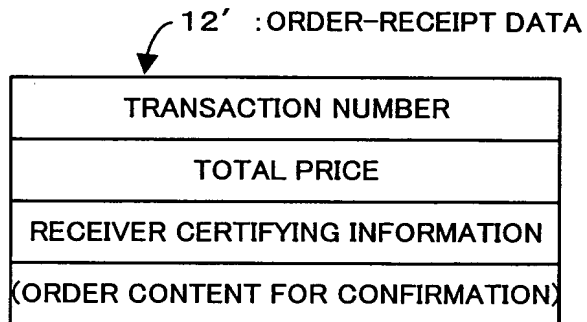 12′ :ORDER-RECEIPT DATA
TRANSACTION NUMBER
TOTAL PRICE
RECEIVER CERTIFYING INFORMATION
(ORDER CONTENT FOR CONFIRMATION)